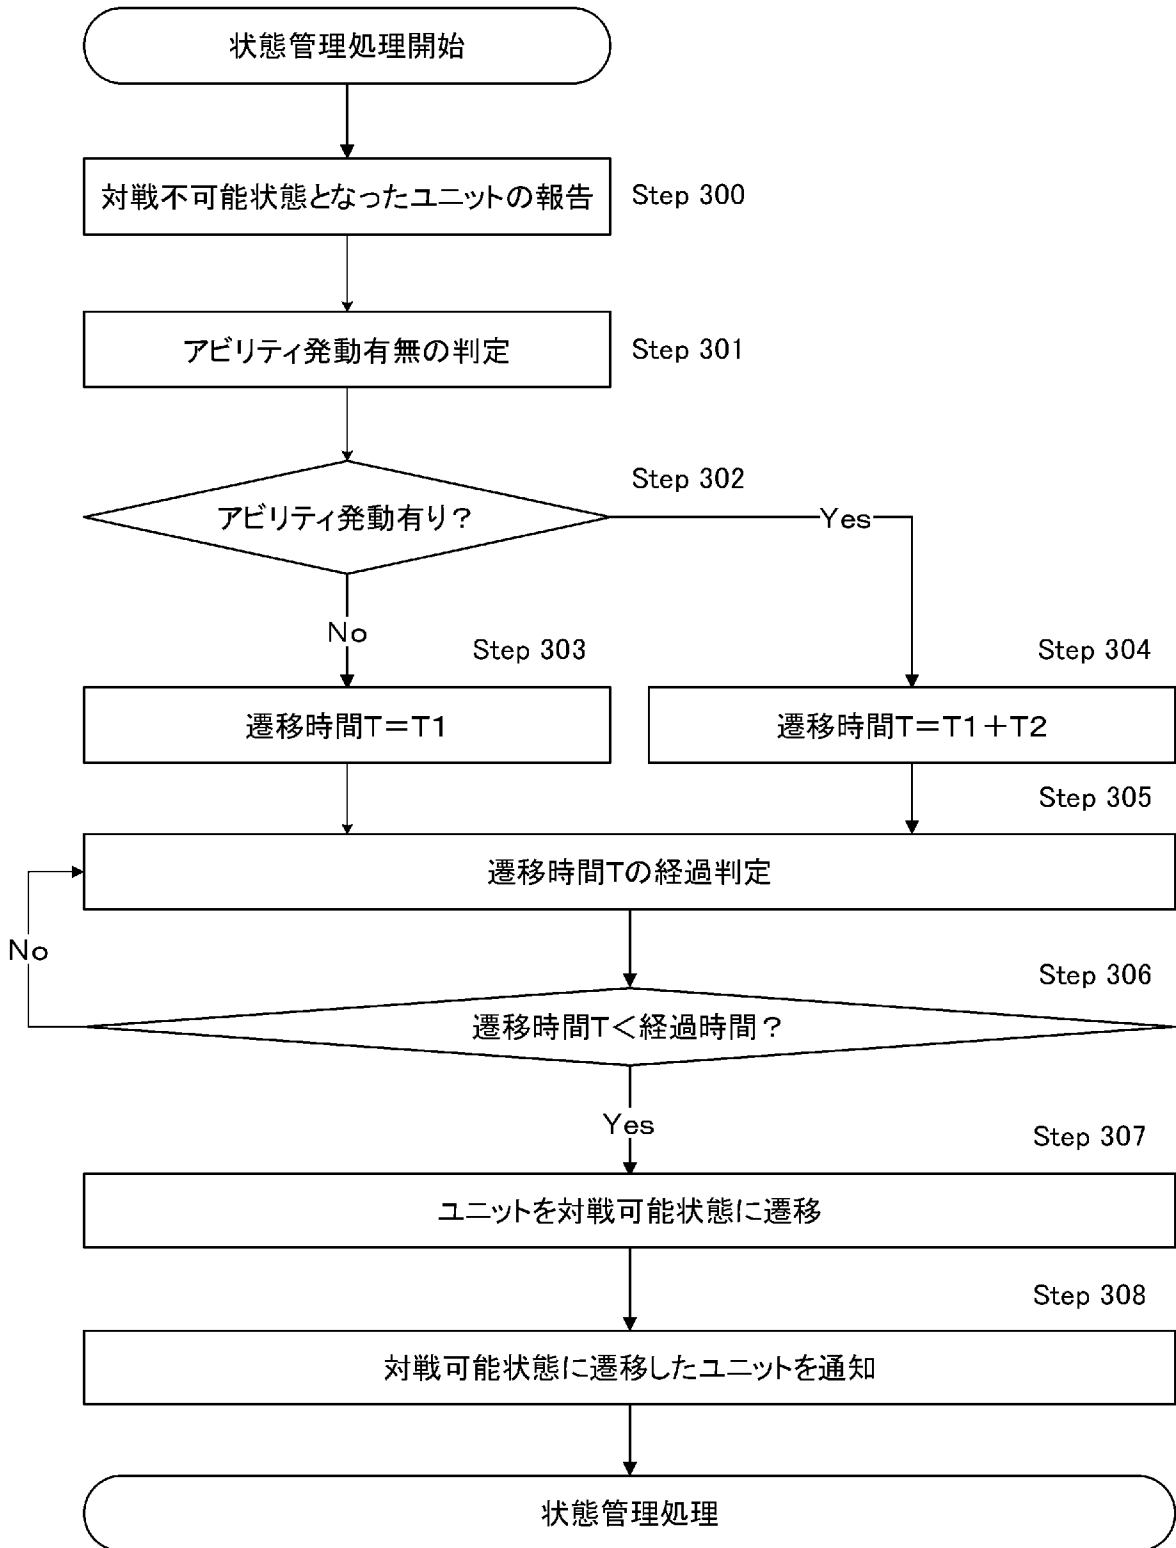 状態管理処理開始
対戦不可能状態となったユニットの報告
Step 300
アビリティ発動有無の判定
Step 301
Step 302
アビリティ発動有り？
Yes
No
Step 303
Step 304
遷移時間T＝T1
遷移時間T＝T1＋T2
Step 305
遷移時間Tの経過判定
No
Step 306
遷移時間T＜経過時間？
Yes
Step 307
ユニットを対戦可能状態に遷移
Step 308
対戦可能状態に遷移したユニットを通知
状態管理処理